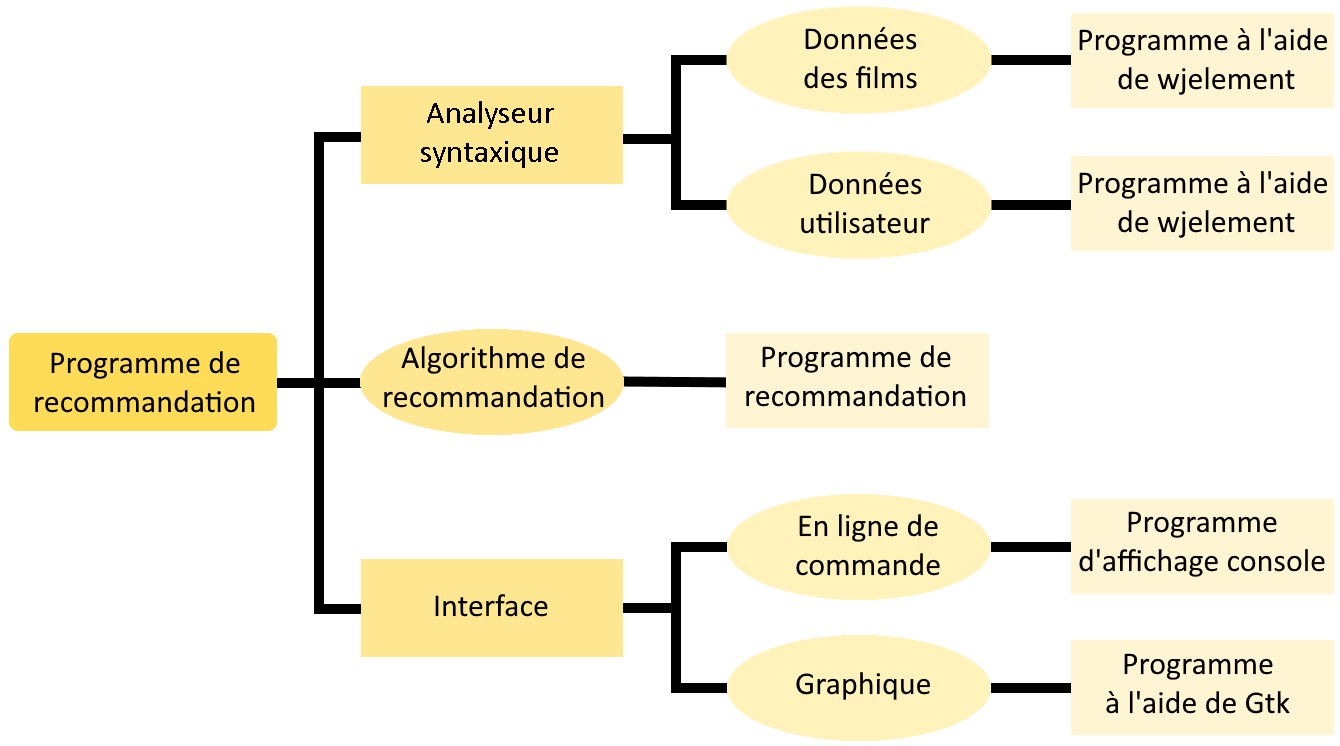 Programme de
recommandation
Analyseur
syntaxique
Données
des films
Programme à l'aide
de wjelement
Données
utilisateur
Programme à l'aide
de wjelement
Algorithme de
recommandation
Programme de
recommandation
Interface
En ligne de
commande
Programme
d'affichage console
Graphique
Programme
à l'aide de Gtk